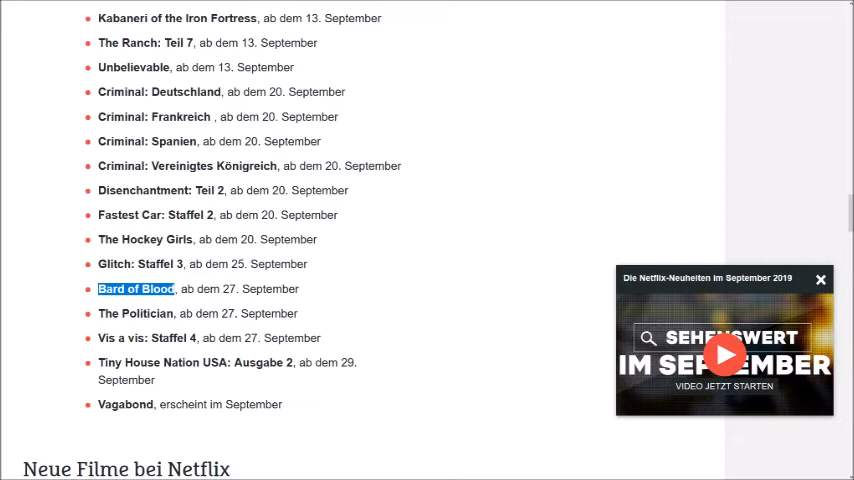 Kabaneri of the Iron Fortress, ab dem 13. September
The Ranch: Teil 7, ab dem 13. September
Unbelievable, ab dem 13. September
Criminal: Deutschland, ab dem 20. September
Criminal: Frankreich , ab dem 20. September
Criminal: Spanien, ab dem 20. September
Criminal: Vereinigtes Königreich, ab dem 20. September
Disenchantment: Teil 2, ab dem 20. September
Fastest Car: Staffel 2, ab dem 20. September
The Hockey Girls, ab dem 20. September
Glitch: Staffel 3, ab dem 25. September
Bard of Blood, ab dem 27. September
The Politician, ab dem 27. September
Vis a vis: Staffel 4, ab dem 27. September
Tiny House Nation USA: Ausgabe 2, ab dem 29.
September
Vagabond, erscheint im September
Neue Filme bei Netflix
Die Netflix-Neuheiten im September 2019
SEHENSWERT
IM SEPTEMBER
VIDEO JETZT STARTEN